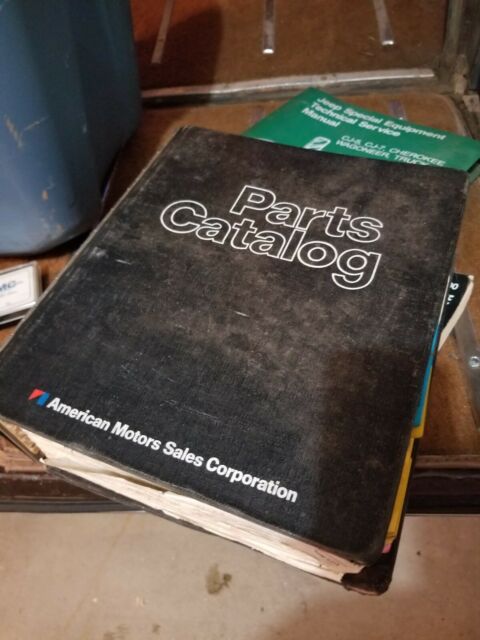 Jeep Special Equipment
Technical Service
Manual
CJ-5, CJ-7, CHEROKEE
WAGONEER, TRUCK
Parts
Catalog
American Motors Sales Corporation